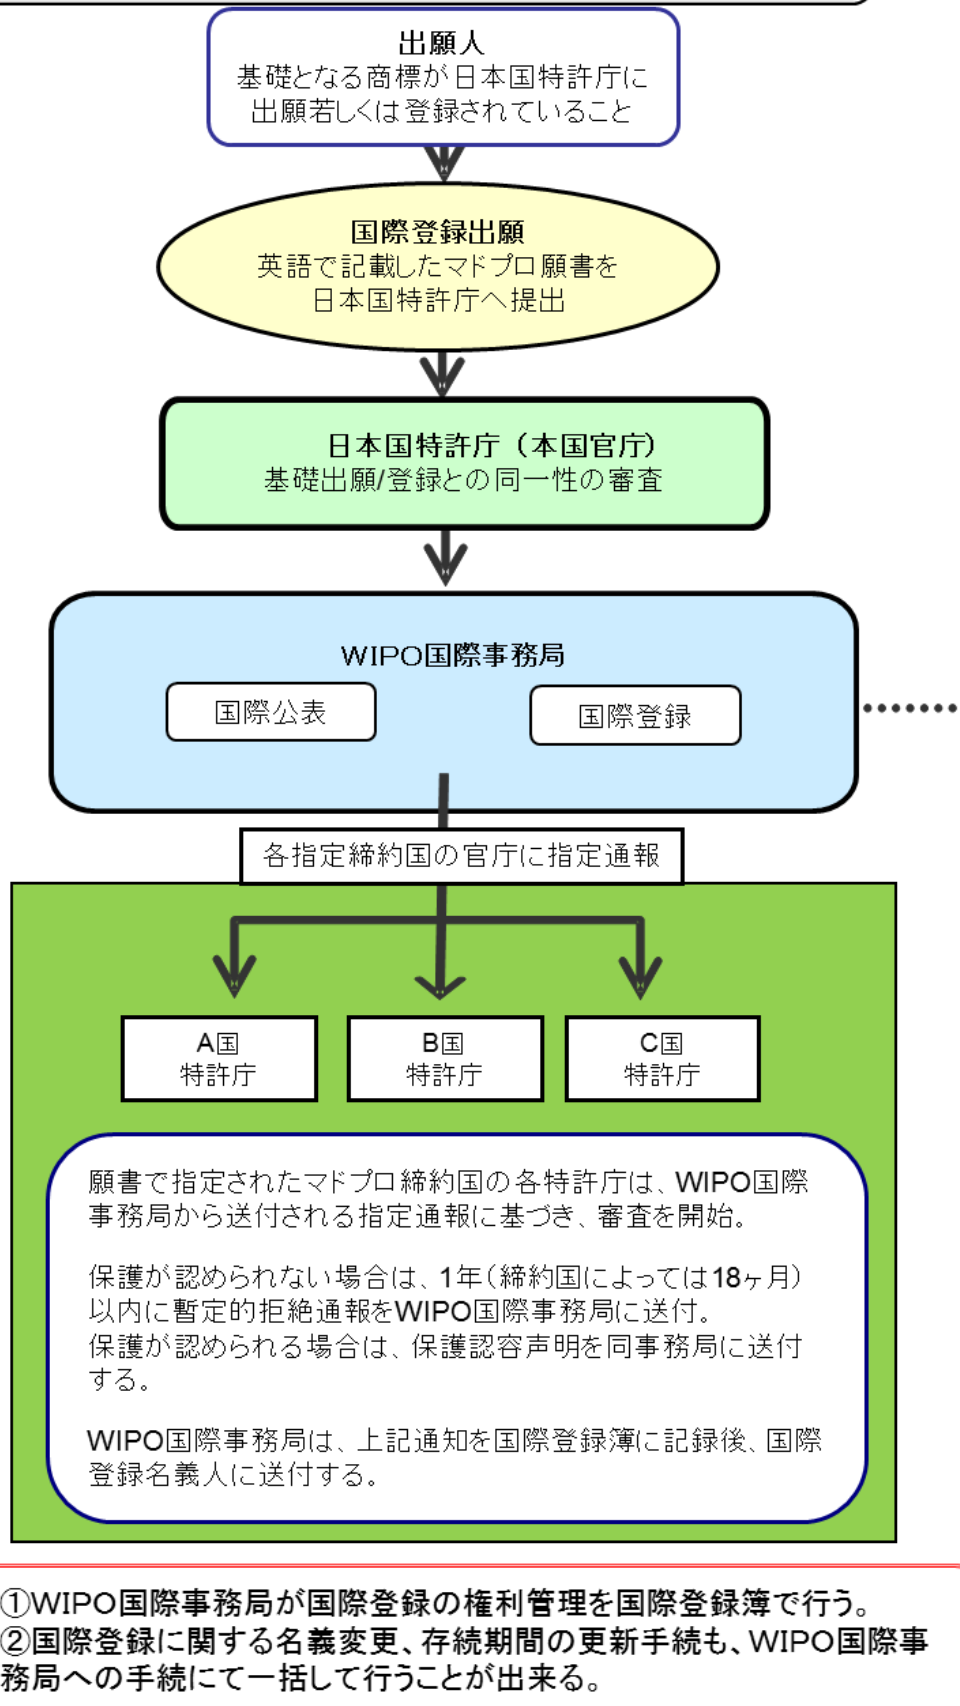 出願人
基礎となる商標が日本国特許庁に
出願若しくは登録されていること
国際登録出願
英語で記載したマドプロ願書を
日本国特許庁へ提出
日本国特許庁（本国官庁）
基礎出願/登録との同一性の審査
WIPO国際事務局
国際公表
国際登録
各指定締約国の官庁に指定通報
A国
特許庁
B国
特許庁
C国
特許庁
願書で指定されたマドプロ締約国の各特許庁は、WIPO国際
事務局から送付される指定通報に基づき、審査を開始。
保護が認められない場合は、1年（締約国によっては18ヶ月）
以内に暫定的拒絶通報をWIPO国際事務局に送付。
保護が認められる場合は、保護認容声明を同事務局に送付
する。
WIPO国際事務局は、上記通知を国際登録簿に記録後、国際
登録名義人に送付する。
①WIPO国際事務局が国際登録の権利管理を国際登録簿で行う。
②国際登録に関する名義変更、存続期間の更新手続も、WIPO国際事
務局への手続にて一括して行うことが出来る。